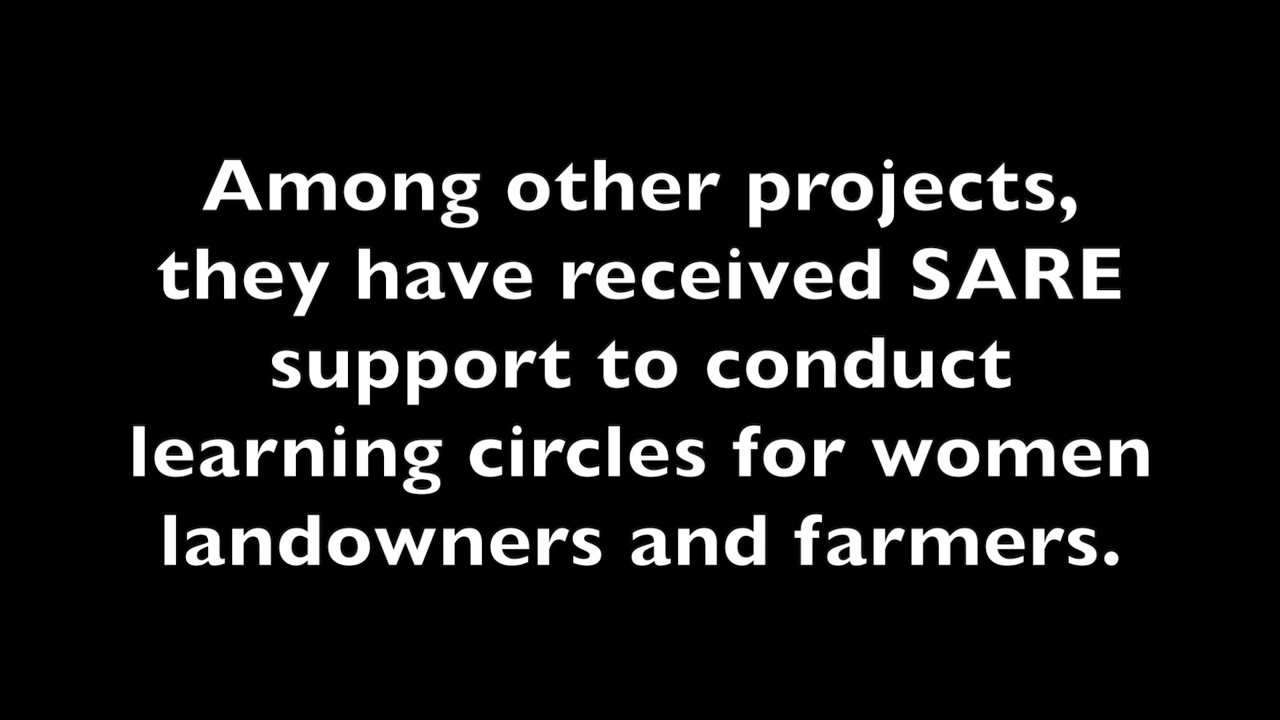 Among other projects,
they have received SARE
support to conduct
learning circles for women
landowners and farmers.